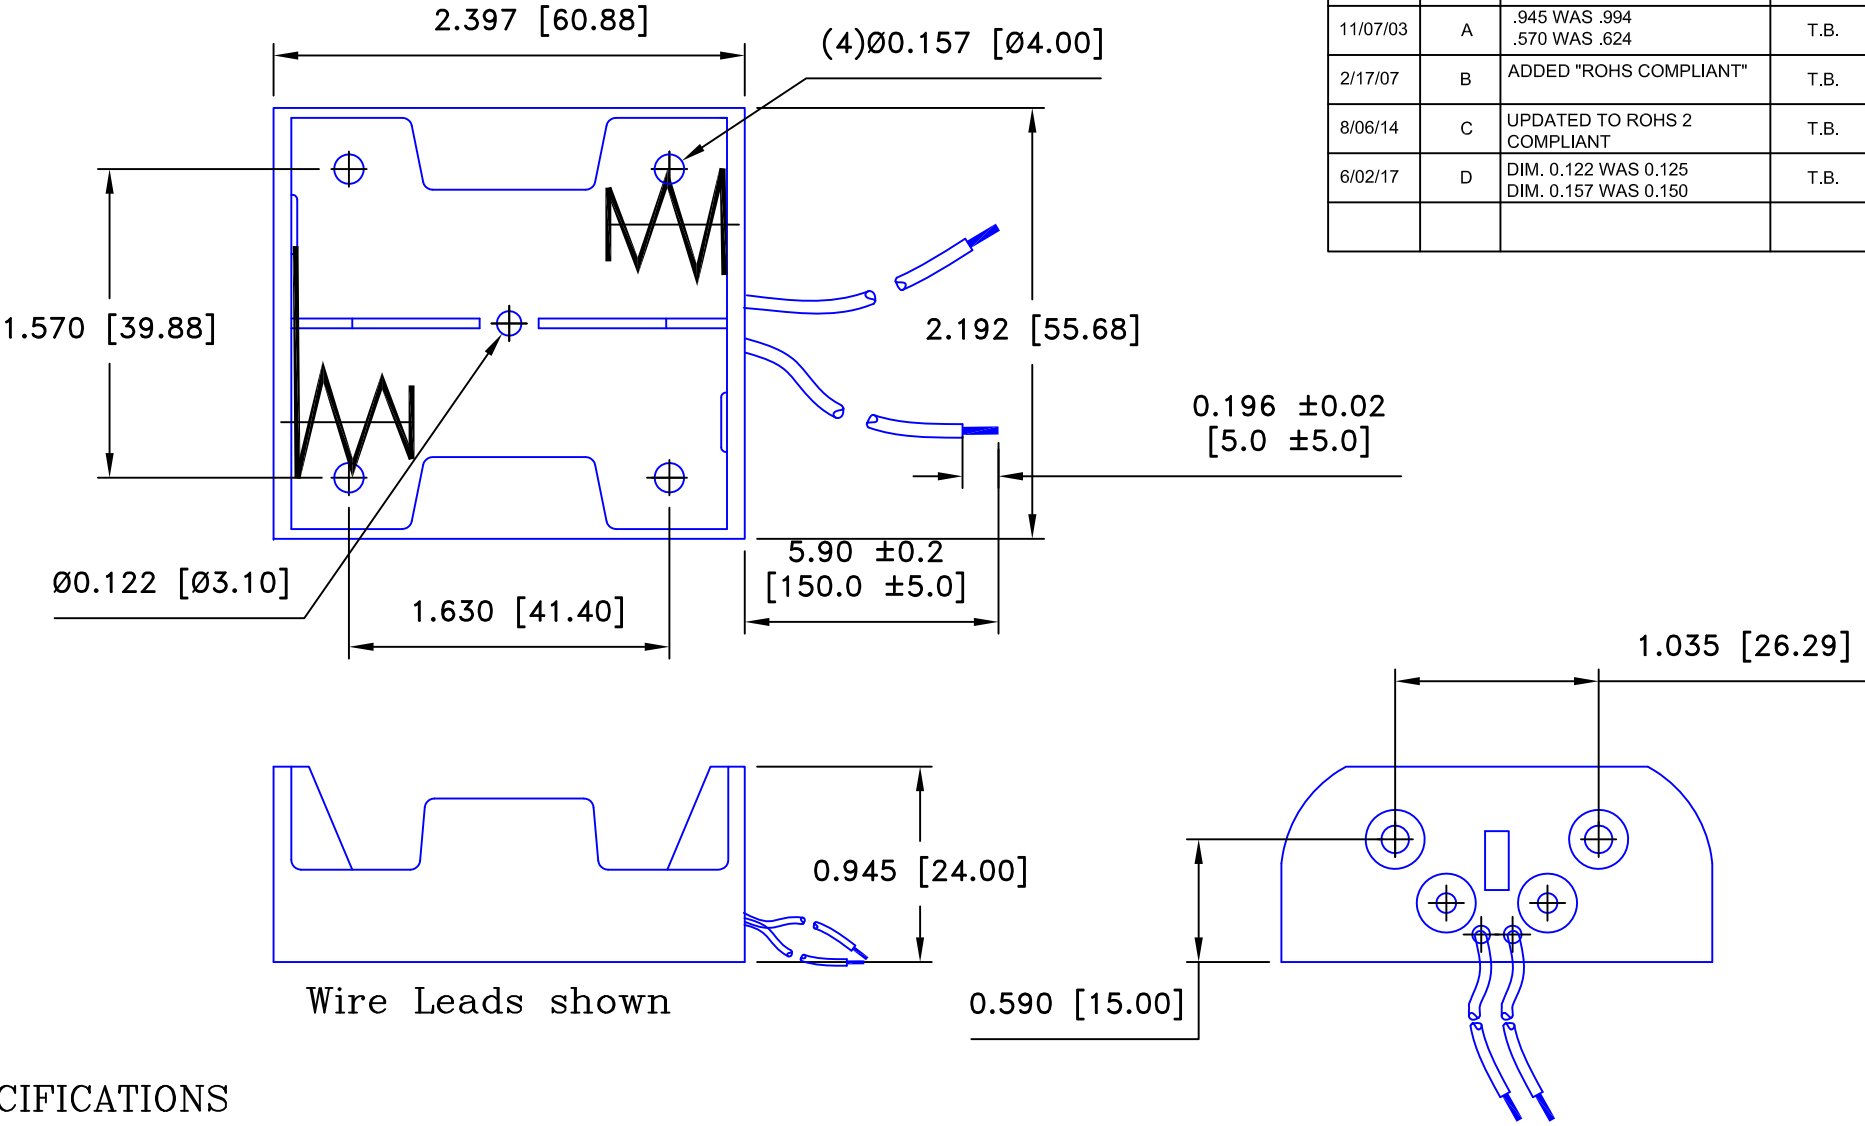 2.397 [60.88]
(4)Ø0.157 [Ø4.00]
11/07/03 A .945 WAS .994 T.B.
.570 WAS .624
2/17/07 B ADDED "ROHS COMPLIANT" T.B.
8/06/14 C UPDATED TO ROHS 2 T.B.
COMPLIANT
6/02/17 D DIM. 0.122 WAS 0.125 T.B.
DIM. 0.157 WAS 0.150
1.570 [39.88]
2.192 [55.68]
0.196 ±0.02
[5.0 ±5.0]
5.90 ±0.2
[150.0 ±5.0]
Ø0.122 [Ø3.10]
1.630 [41.40]
1.035 [26.29]
0.945 [24.00]
Wire Leads shown
0.590 [15.00]
CIFICATIONS